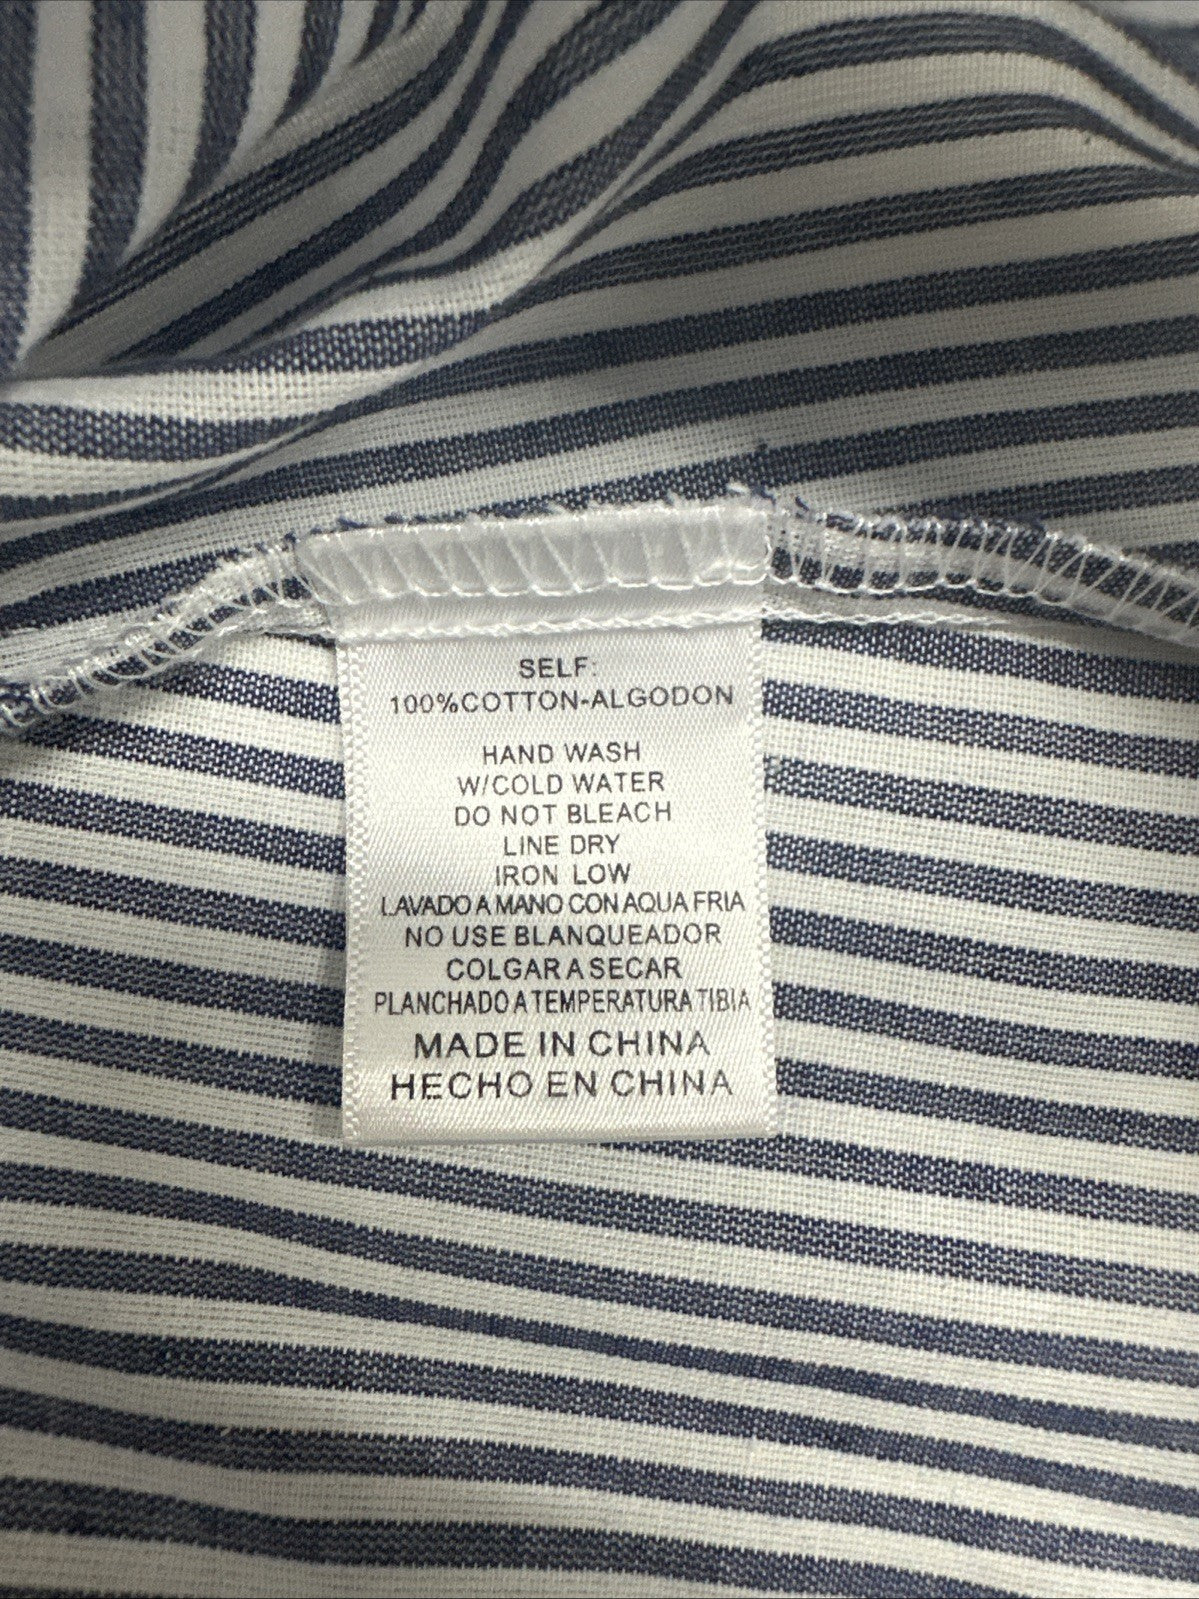 SELF:
100%COTTON-ALGODON
HAND WASH
W/COLD WATER
DO NOT BLEACH
LINE DRY
IRON LOW
LAVADO A MANO CON AQUA FRIA
NO USE BLANQUEADOR
COLGAR A SECAR
PLANCHADO A TEMPERATURA TIBIA
MADE IN CHINA
HECHO EN CHINA